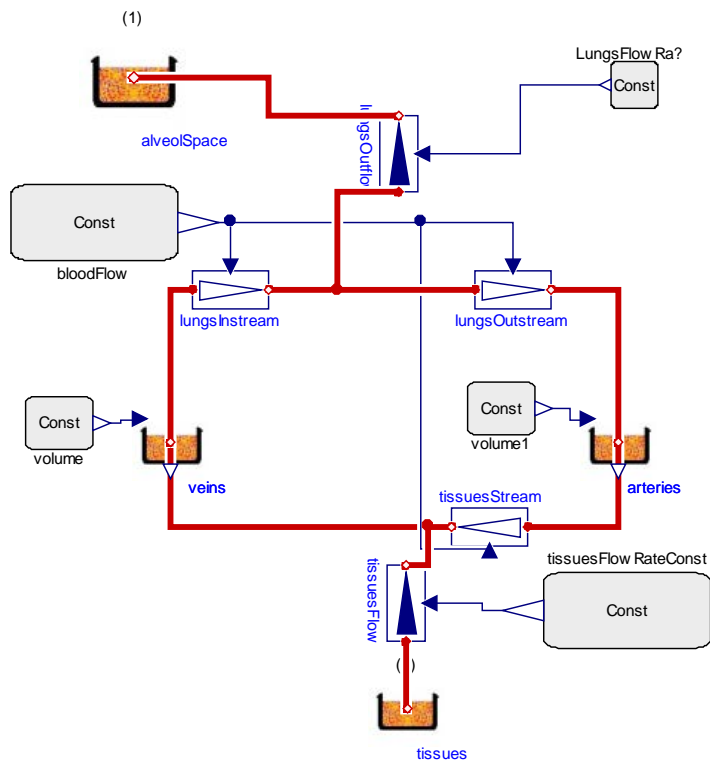 (1)
LungsFlow Ra?
Const
alveolSpace
Const
bloodFlow
lungsInstream
lungsOutstream
Const
volume
Const
volume1
veins
arteries
tissuesStream
tissuesFlow RateConst
tissuesFlow
Const
( )
tissues